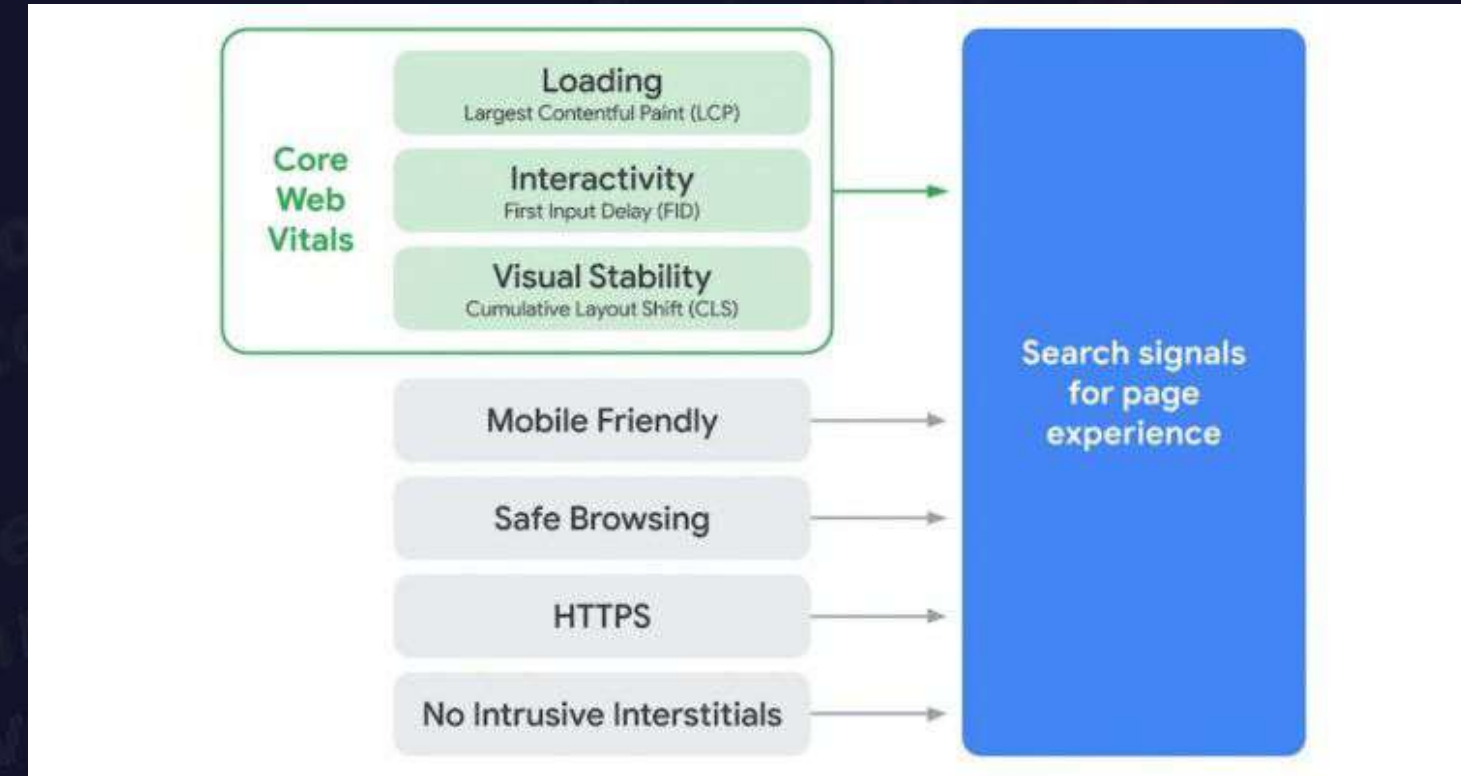 Core
Web
Vitals
Loading
Largest Contentful Paint (LCP)
Interactivity
First Input Delay (FID)
Visual Stability
Cumulative Layout Shift (CLS)
Mobile Friendly
Safe Browsing
HTTPS
No Intrusive Interstitials
Search signals
for page
experience